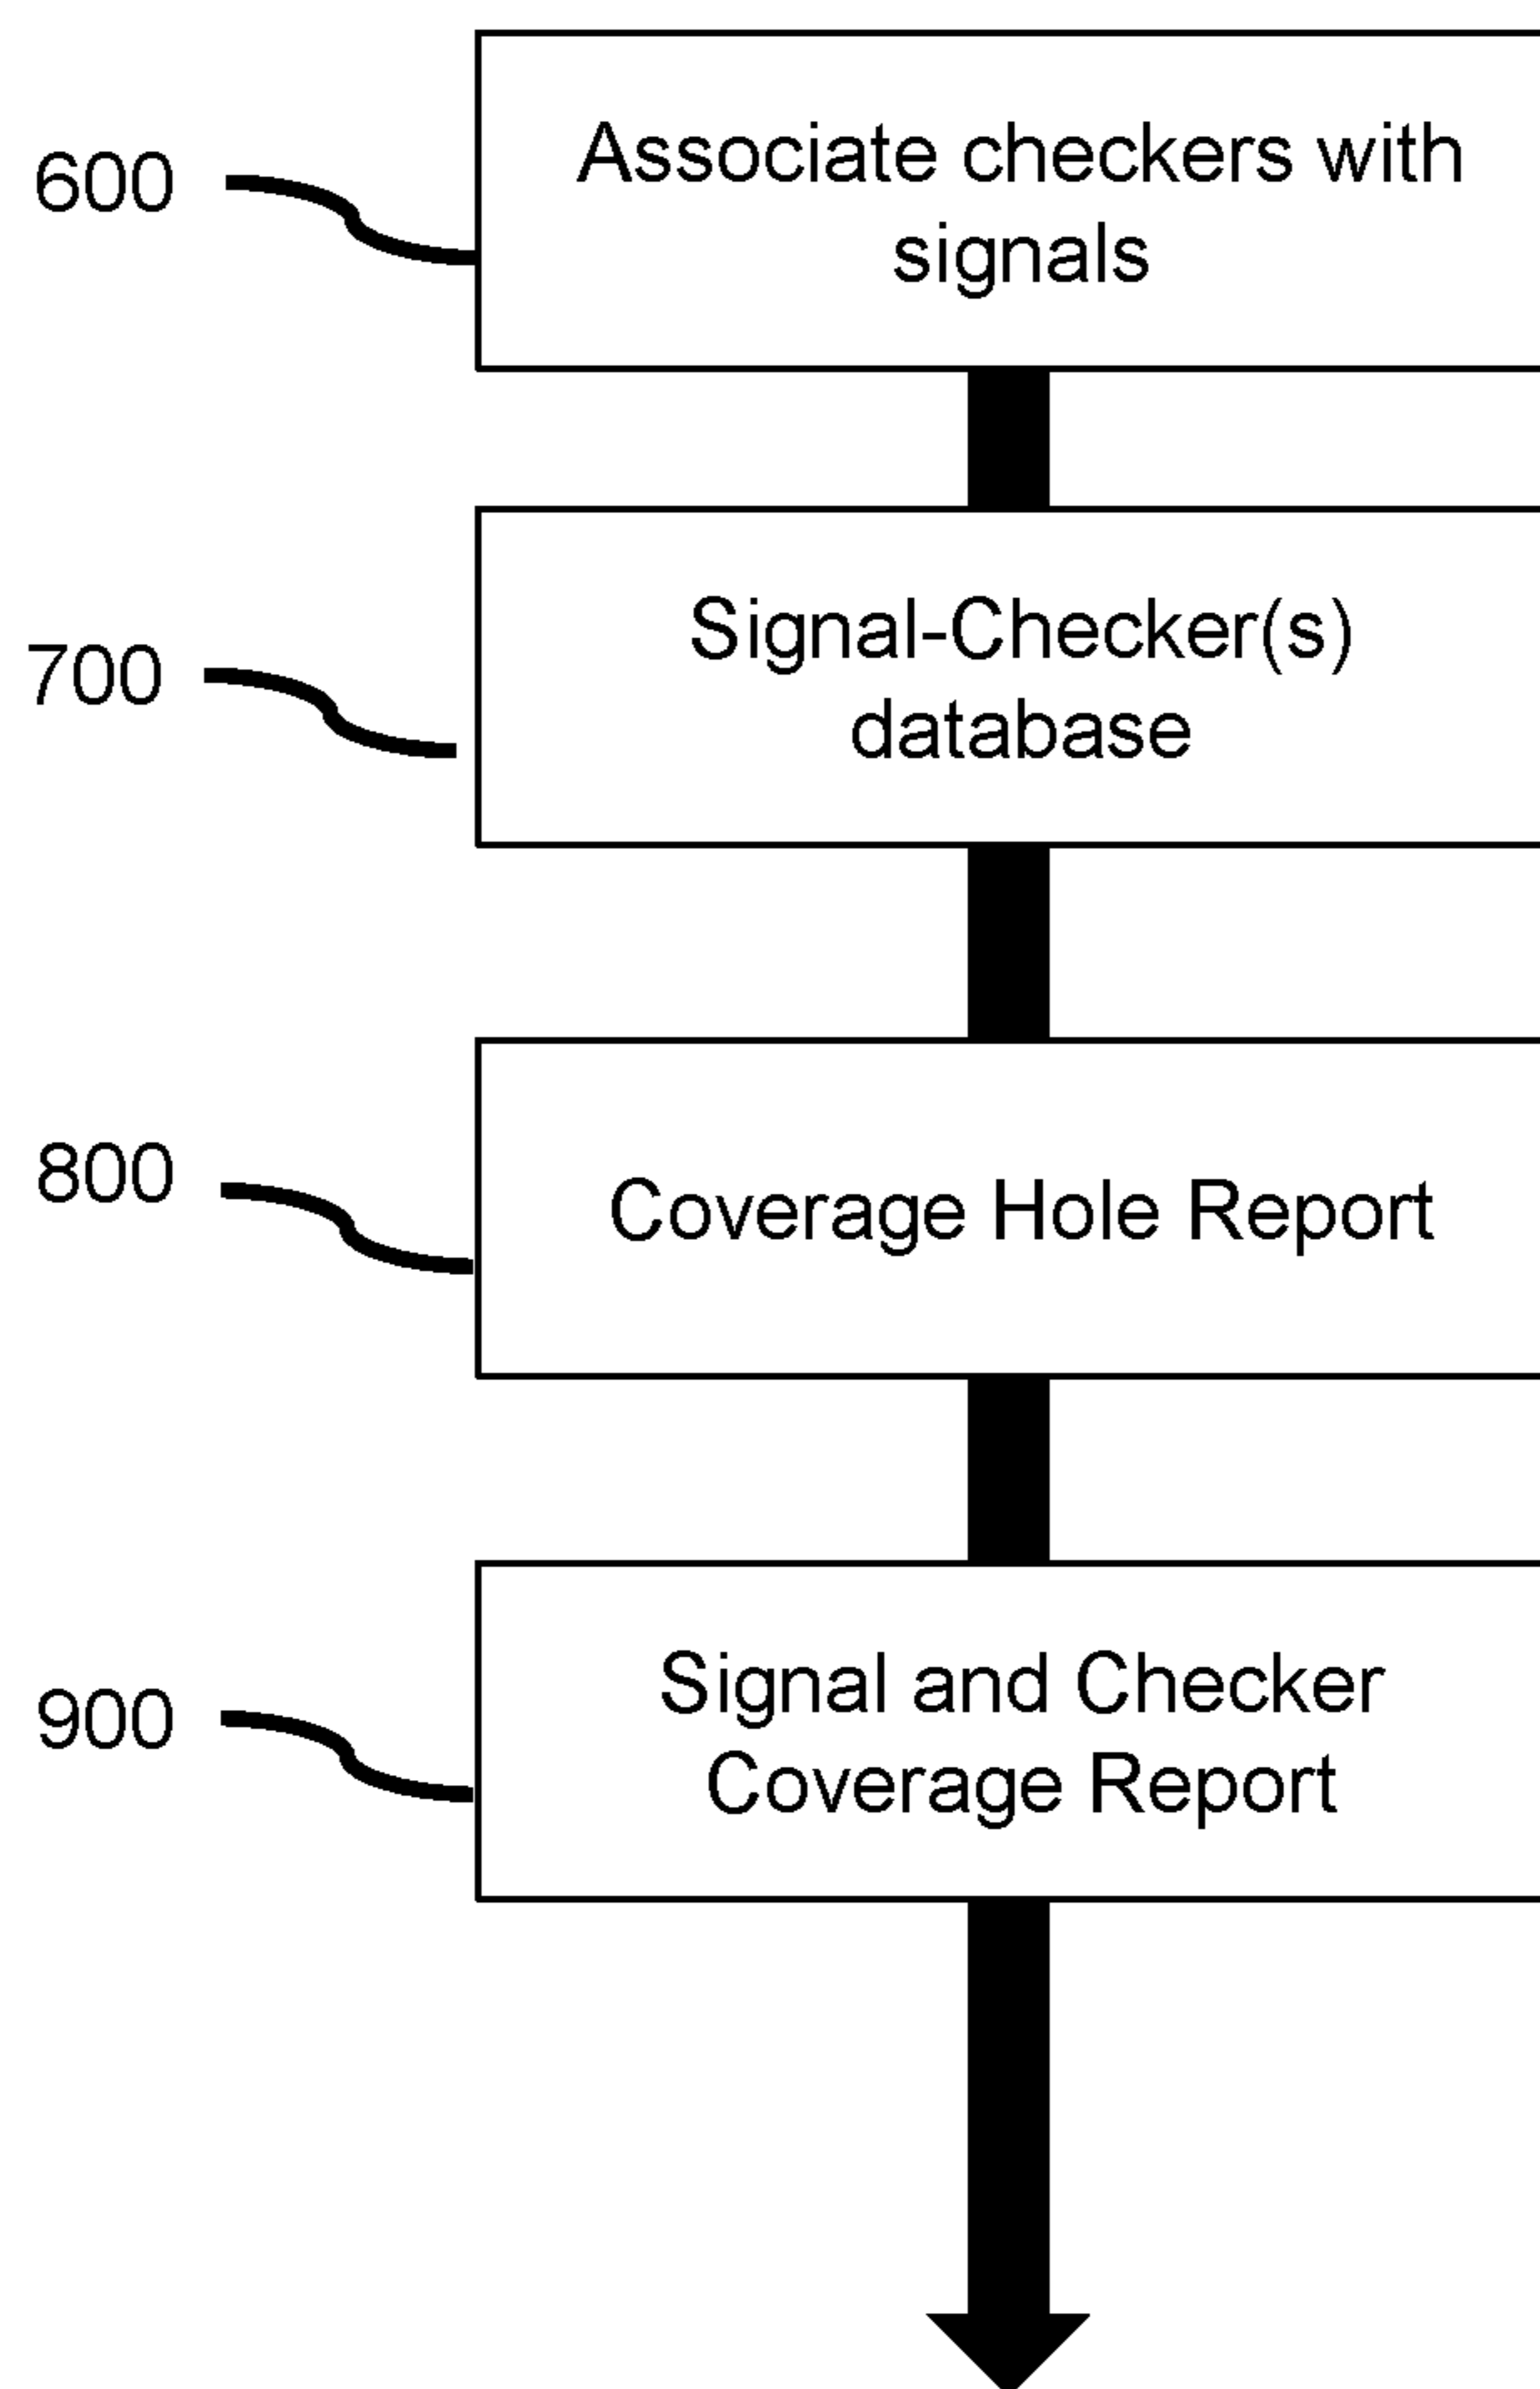 600
Associate checkers with
signals
700
Signal-Checker(s)
database
800
Coverage Hole Report
900
Signal and Checker
Coverage Report